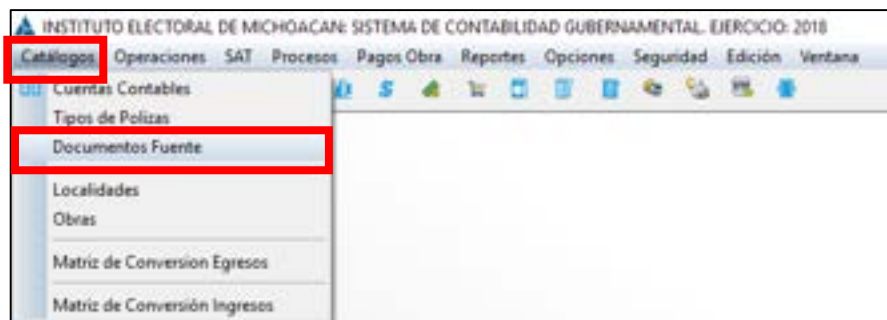 INSTITUTO ELECTORAL DE MICHOACAN: SISTEMA DE CONTABILIDAD GUBERNAMENTAL. EJERCICIO: 2018
Catálogos Operaciones SAT Procesos Pagos Obra Reportes Opciones Seguridad Edición Ventana
Cuentas Contables
Tipos de Polizas
Documentos Fuente
Localidades
Obras
Matriz de Conversion Egresos
Matriz de Conversión Ingresos